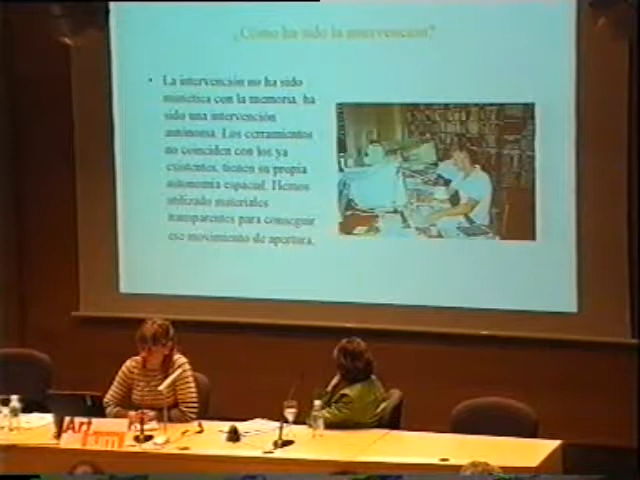 ¿Cómo ha sido la intervención?
• La intervención no ha sido
mimética con la memoria, ha
sido una intervención
autónoma. Los cerramientos
no coinciden con los ya
existentes, tienen su propia
autonomía espacial. Hemos
utilizado materiales
transparentes para conseguir
ese movimiento de apertura.
Art